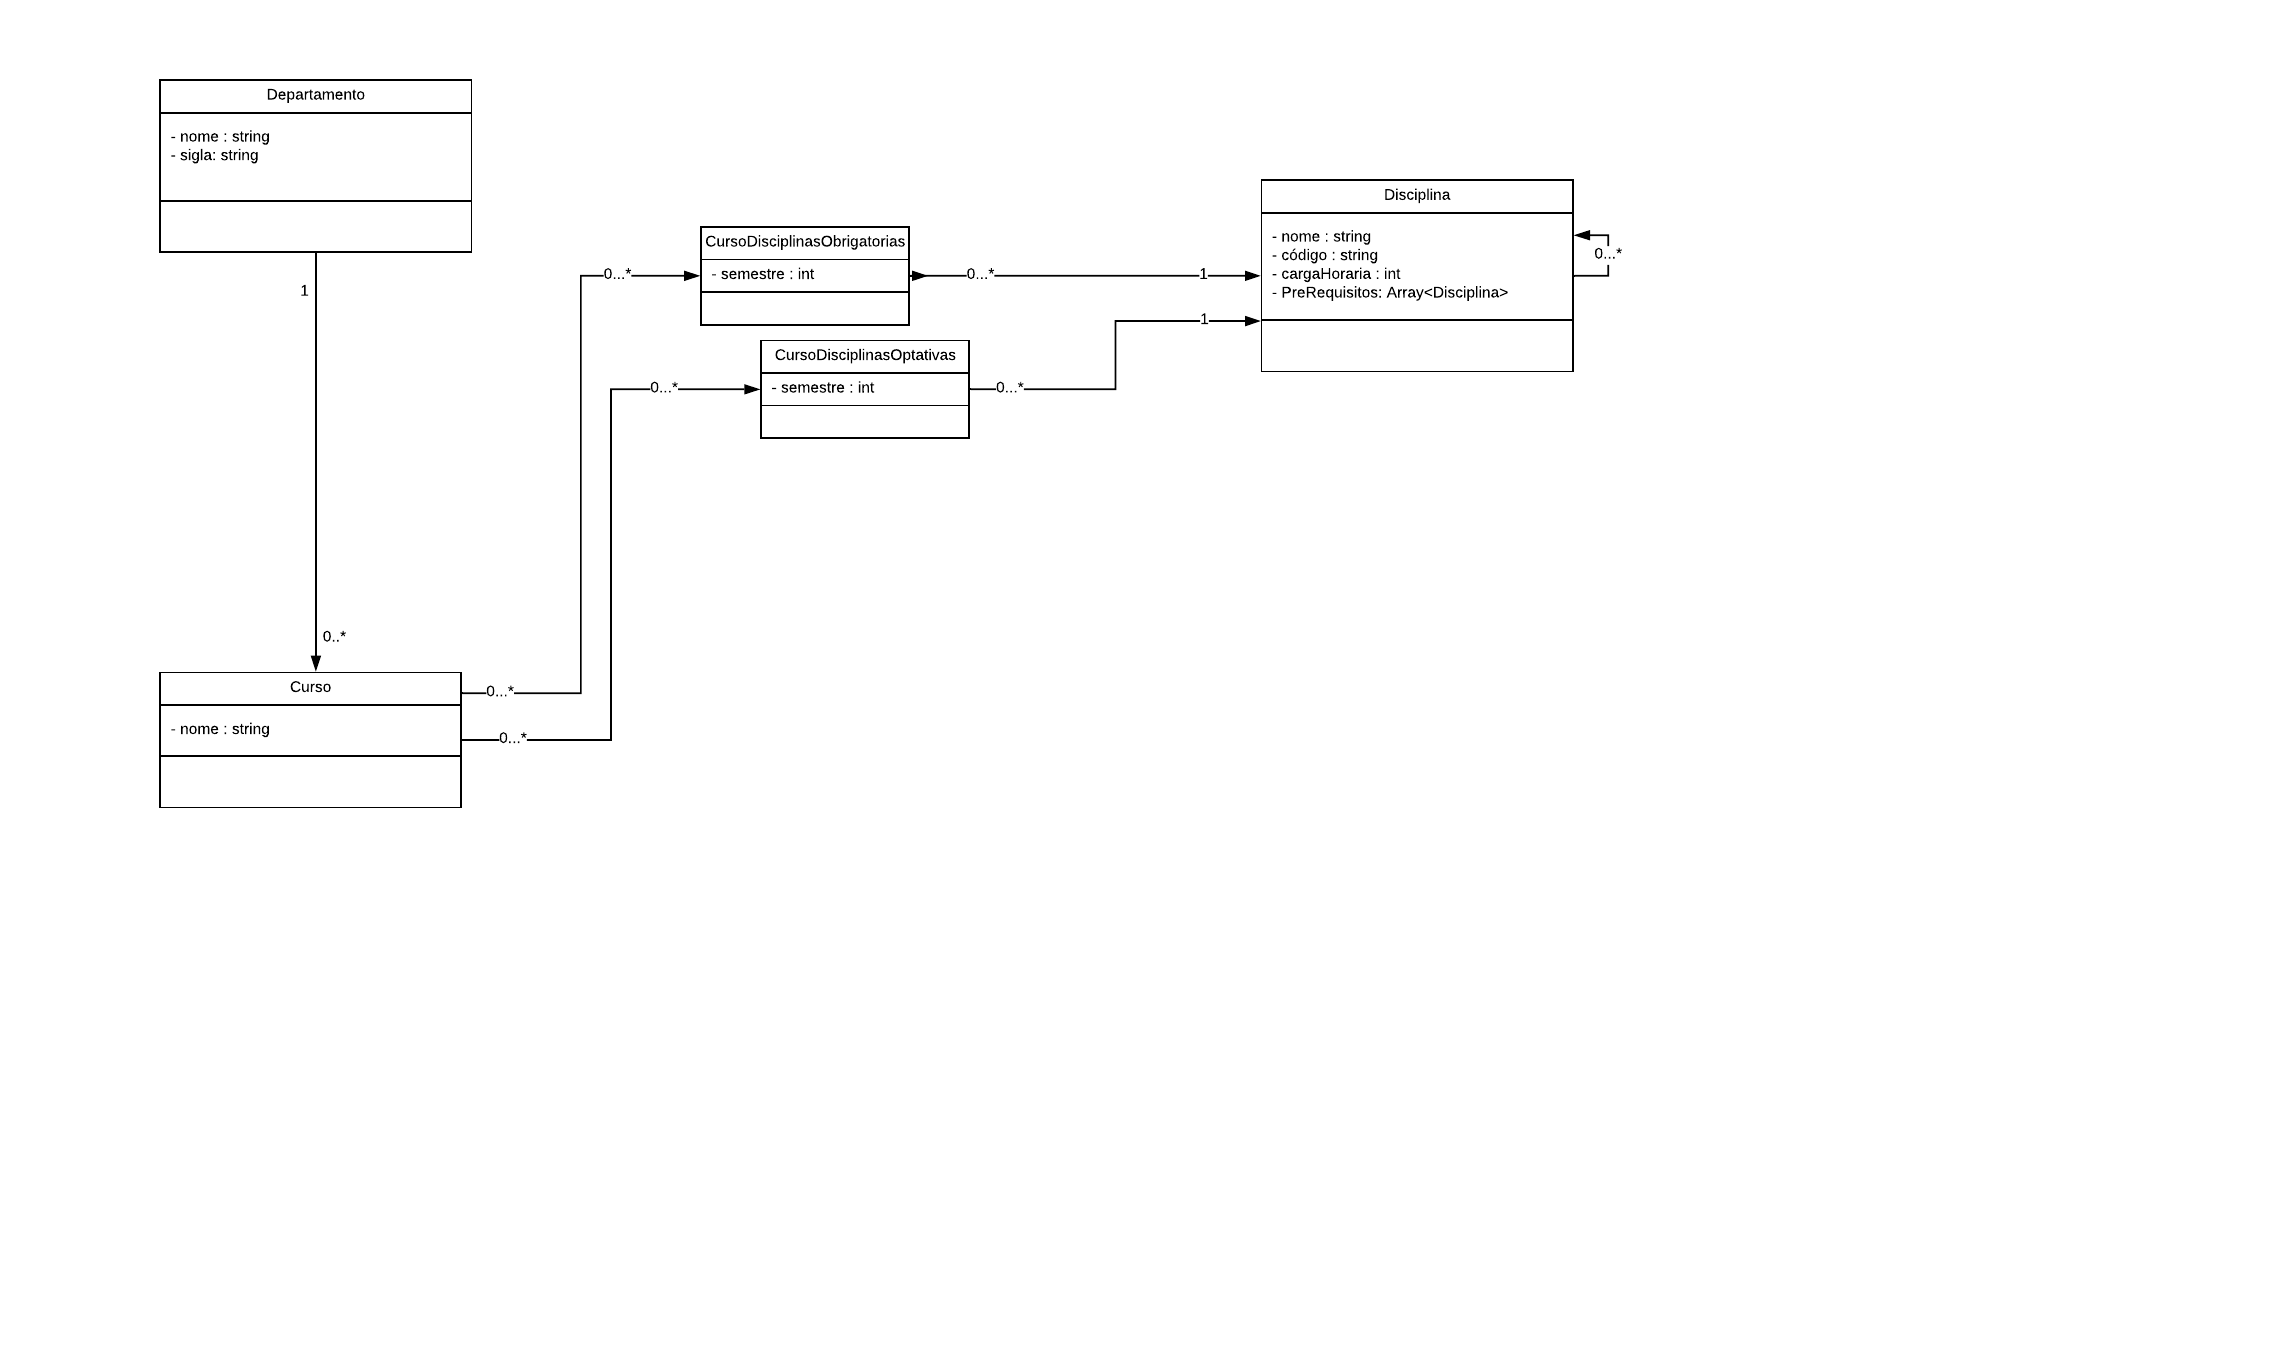 Departamento
- nome : string
- sigla: string
1
0..*
Curso
- nome : string
0...*
0...*
0...*
0...*
CursoDisciplinasObrigatorias
- semestre : int
0...*
1
CursoDisciplinasOptativas
- semestre : int
0...*
1
Disciplina
- nome : string
- código : string
- cargaHoraria : int
- PreRequisitos: Array<Disciplina>
0...*